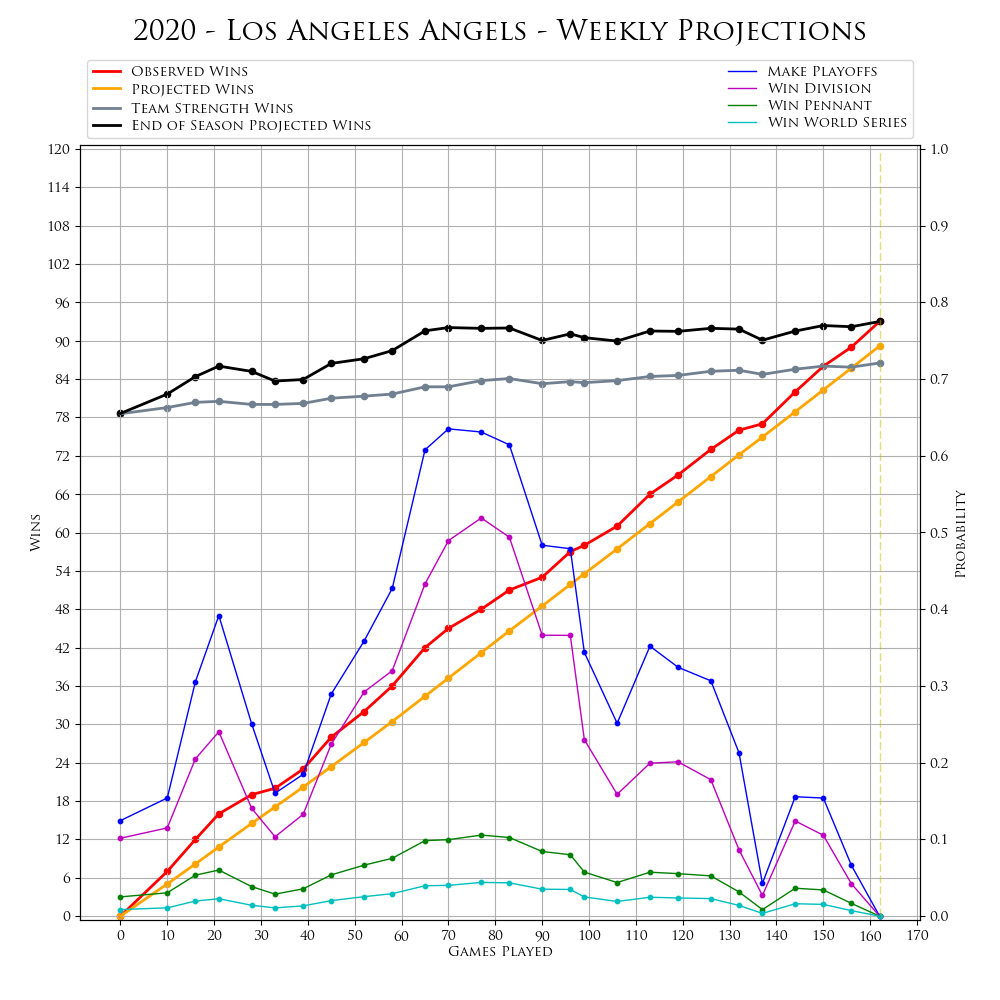 2020 - Los Angeles Angels - Weekly Projections
Observed Wins
Projected Wins
Team Strength Wins
End of Season Projected Wins
Make Playoffs
Win Division
Win Pennant
Win World Series
120
114
108
102
96
90
84
78
72
66
60
54
48
42
36
30
24
18
12
6
0
Wins
1.0
0.9
0.8
0.7
0.6
0.5
0.4
0.3
0.2
0.1
0.0
Probability
0 10 20 30 40 50 60 70 80 90 100 110 120 130 140 150 160 170
Games Played